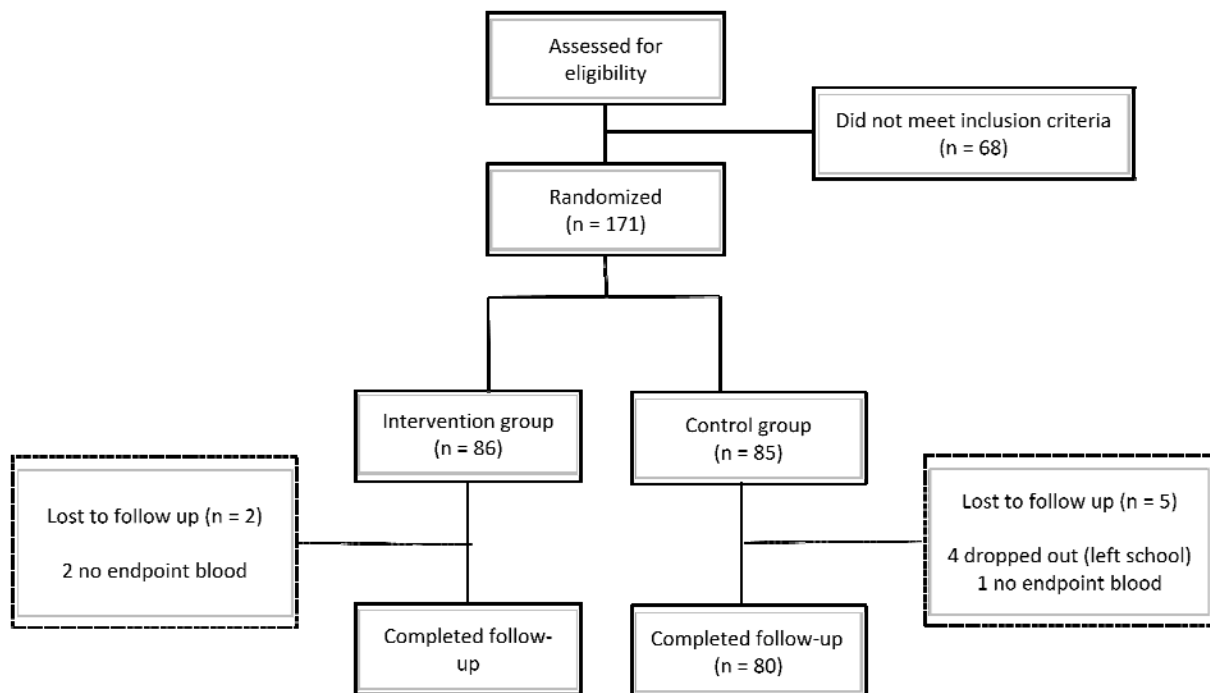 Assessed for
eligibility
Did not meet inclusion criteria
(n = 68)
Randomized
(n = 171)
Intervention group
(n = 86)
Control group
(n = 85)
Lost to follow up (n = 2)
2 no endpoint blood
Lost to follow up (n = 5)
4 dropped out (left school)
1 no endpoint blood
Completed follow-
up
Completed follow-up
(n = 80)